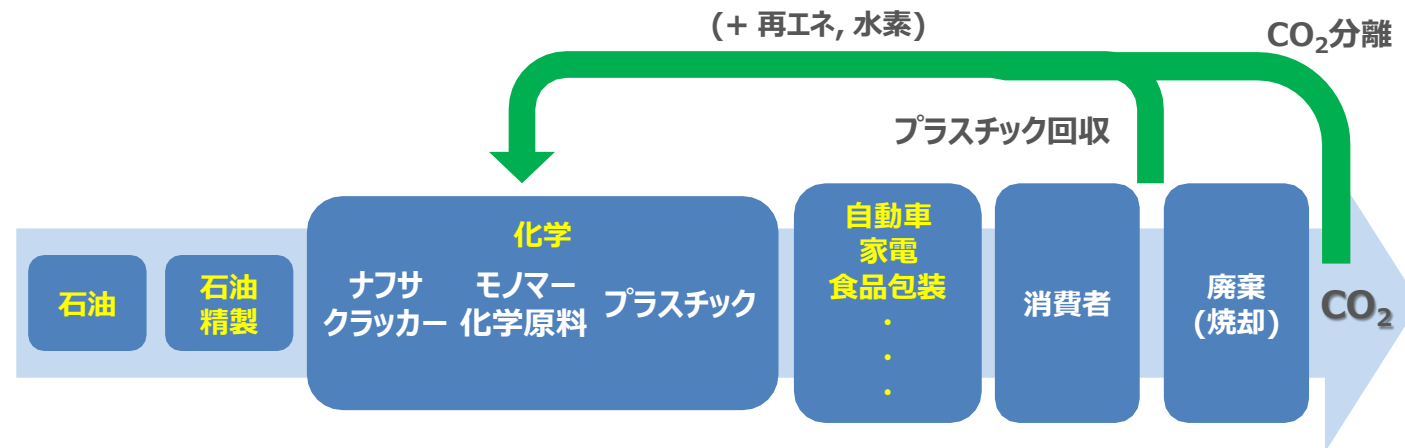 (+ 再エネ, 水素)
CO₂分離
プラスチック回収
石油
石油
精製
化学
ナフサ
クラッカー
モノマー
化学原料
プラスチック
自動車
家電
食品包装
・
・
・
消費者
廃棄
(焼却)
CO₂